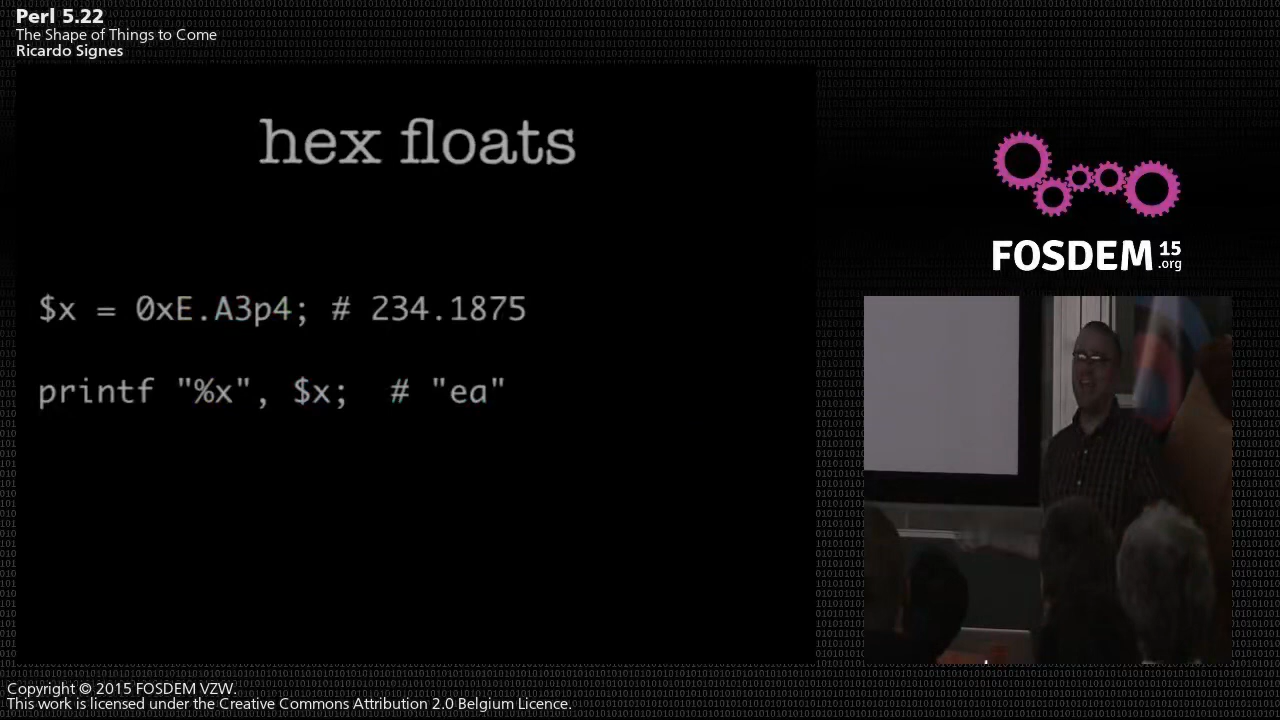 Perl 5.22
The Shape of Things to Come
Ricardo Signes
hex floats
$x = 0xE.A3p4; # 234.1875
printf "%x", $x;  # "ea"
FOSDEM 15
.org
Copyright © 2015 FOSDEM VZW.
This work is licensed under the Creative Commons Attribution 2.0 Belgium Licence.